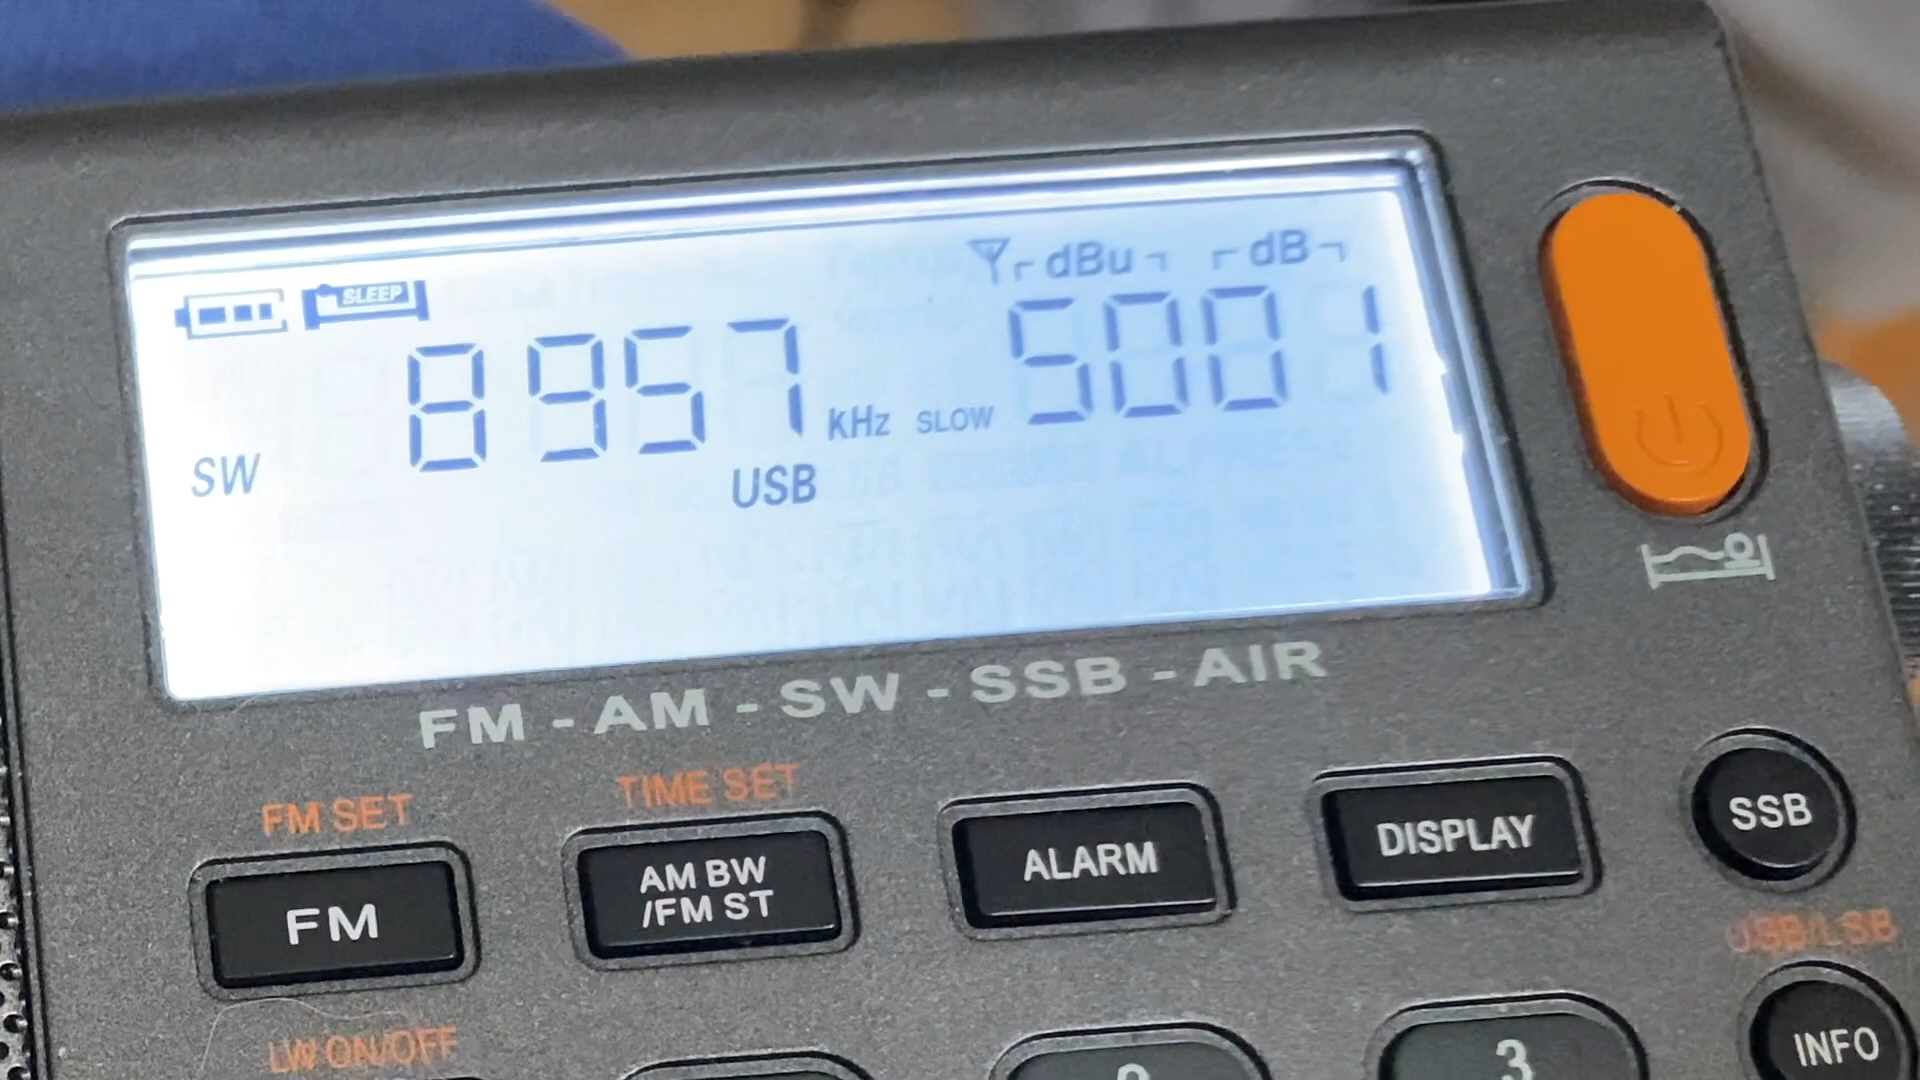 dBu dB
SLEEP
8957 KHz SLOW 5001
SW
USB
FM - AM - SW - SSB - AIR
FM SET TIME SET
FM AM BW /FM ST ALARM DISPLAY SSB
USB/LSB
LW ON/OFF
3 INFO